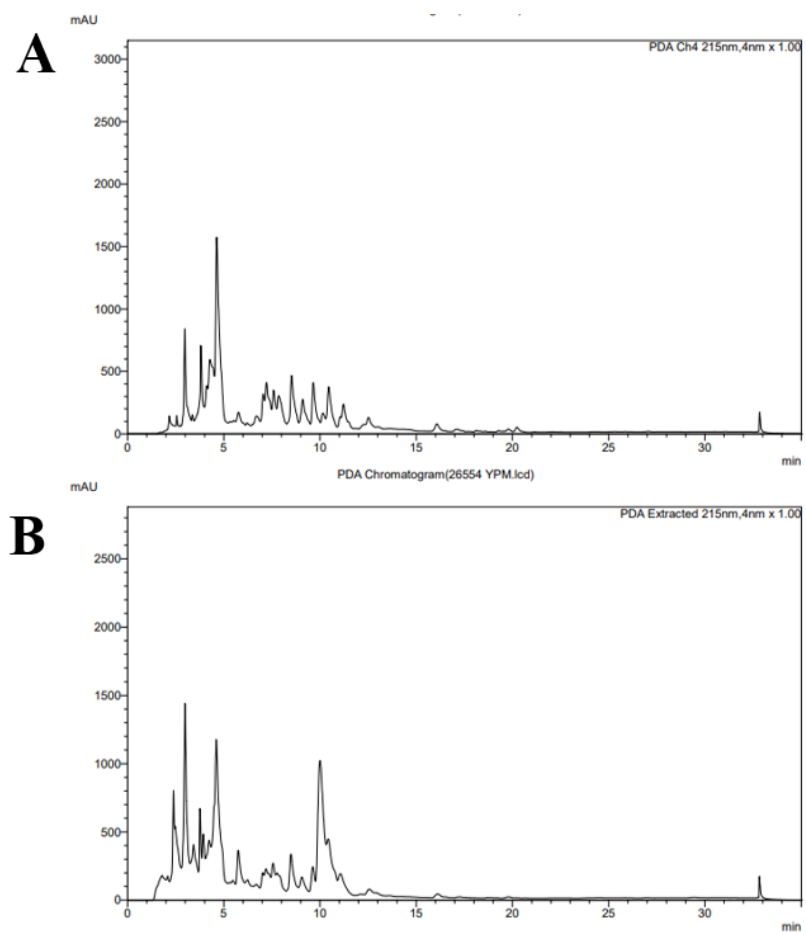 mAU
A
PDA Ch4 215nm,4nm x 1.00
3000
2500
2000
1500
1000
500
0
0 5 10 15 20 25 30
min
PDA Chromatogram(26554 YPM.lcd)
mAU
B
PDA Extracted 215nm,4nm x 1.00
2500
2000
1500
1000
500
0
0 5 10 15 20 25 30
min